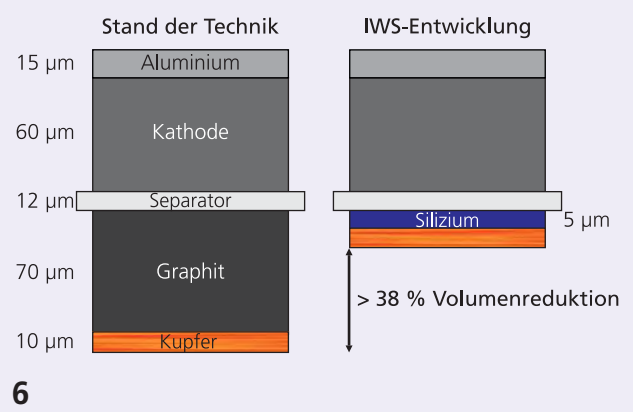 Stand der Technik
IWS-Entwicklung
15 µm
Aluminium
60 µm
Kathode
12 µm
Separator
Silizium
5 µm
70 µm
Graphit
> 38 % Volumenreduktion
10 µm
Kupfer
6